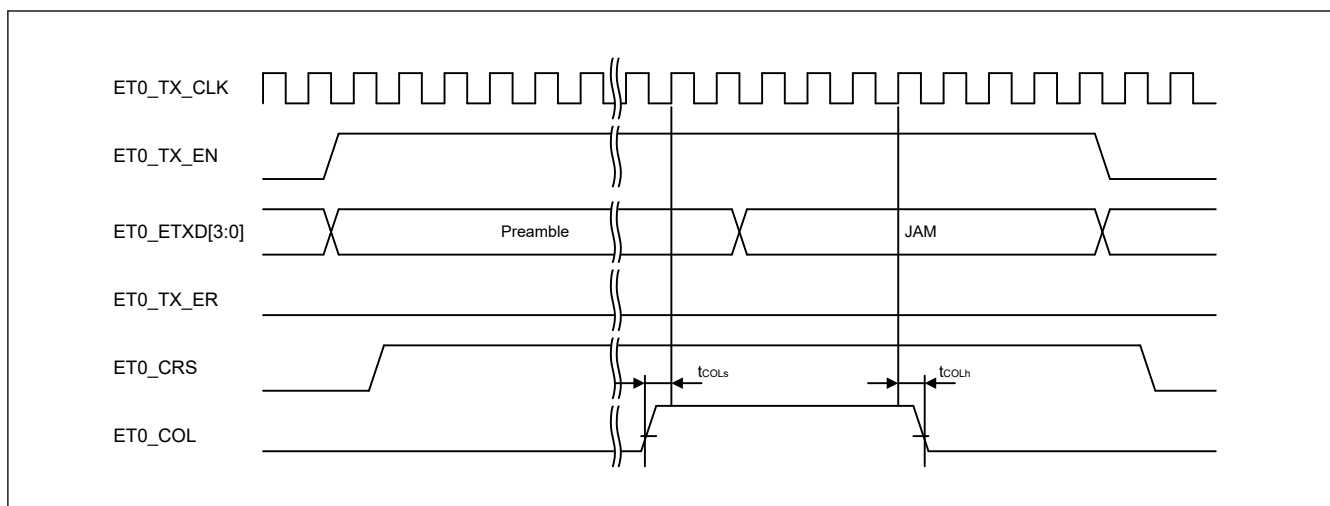 ET0_TX_CLK
ET0_TX_EN
ET0_ETXD[3:0]
Preamble
JAM
ET0_TX_ER
ET0_CRS
tCOLs
tCOLh
ET0_COL